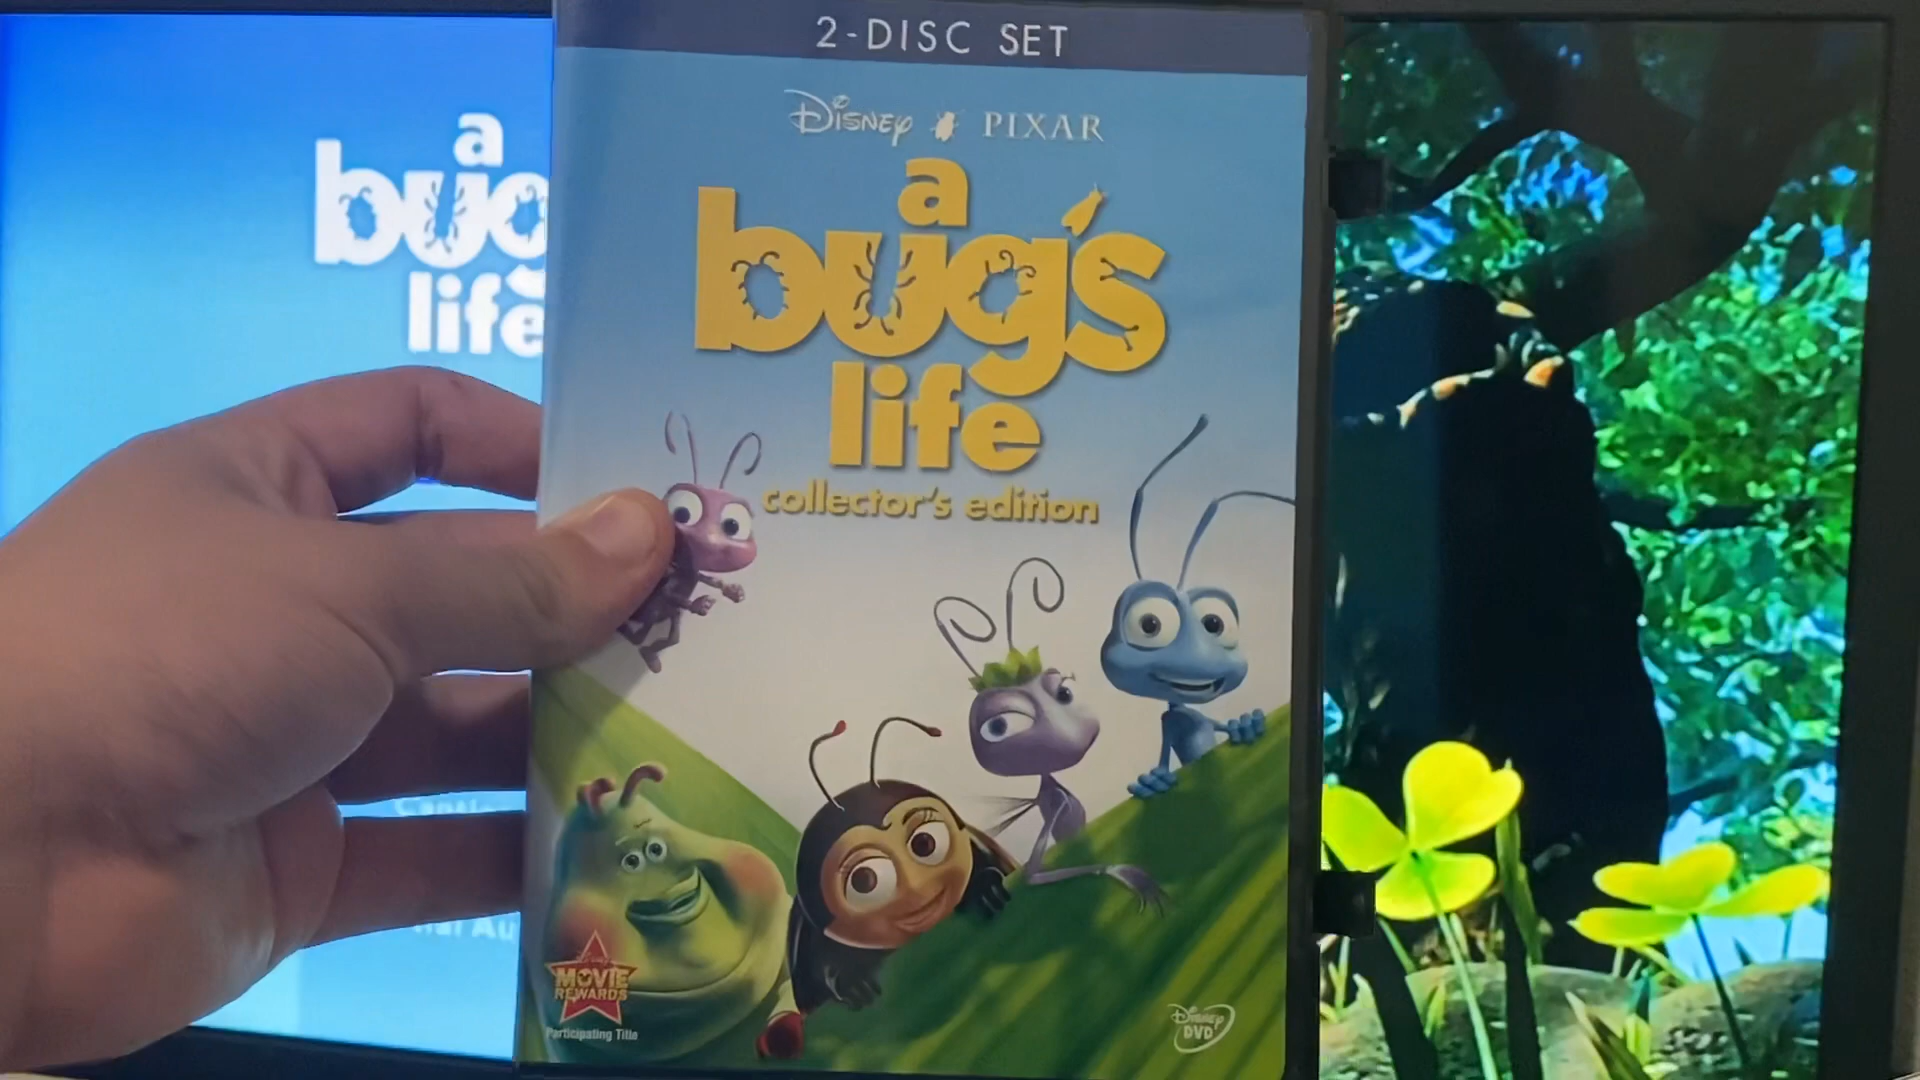 2-DISC SET
DISNEY PIXAR
a
bug's
life
collector's edition
MOVIE
REWARDS
Participating Title
Disney
DVD
a
bug
life